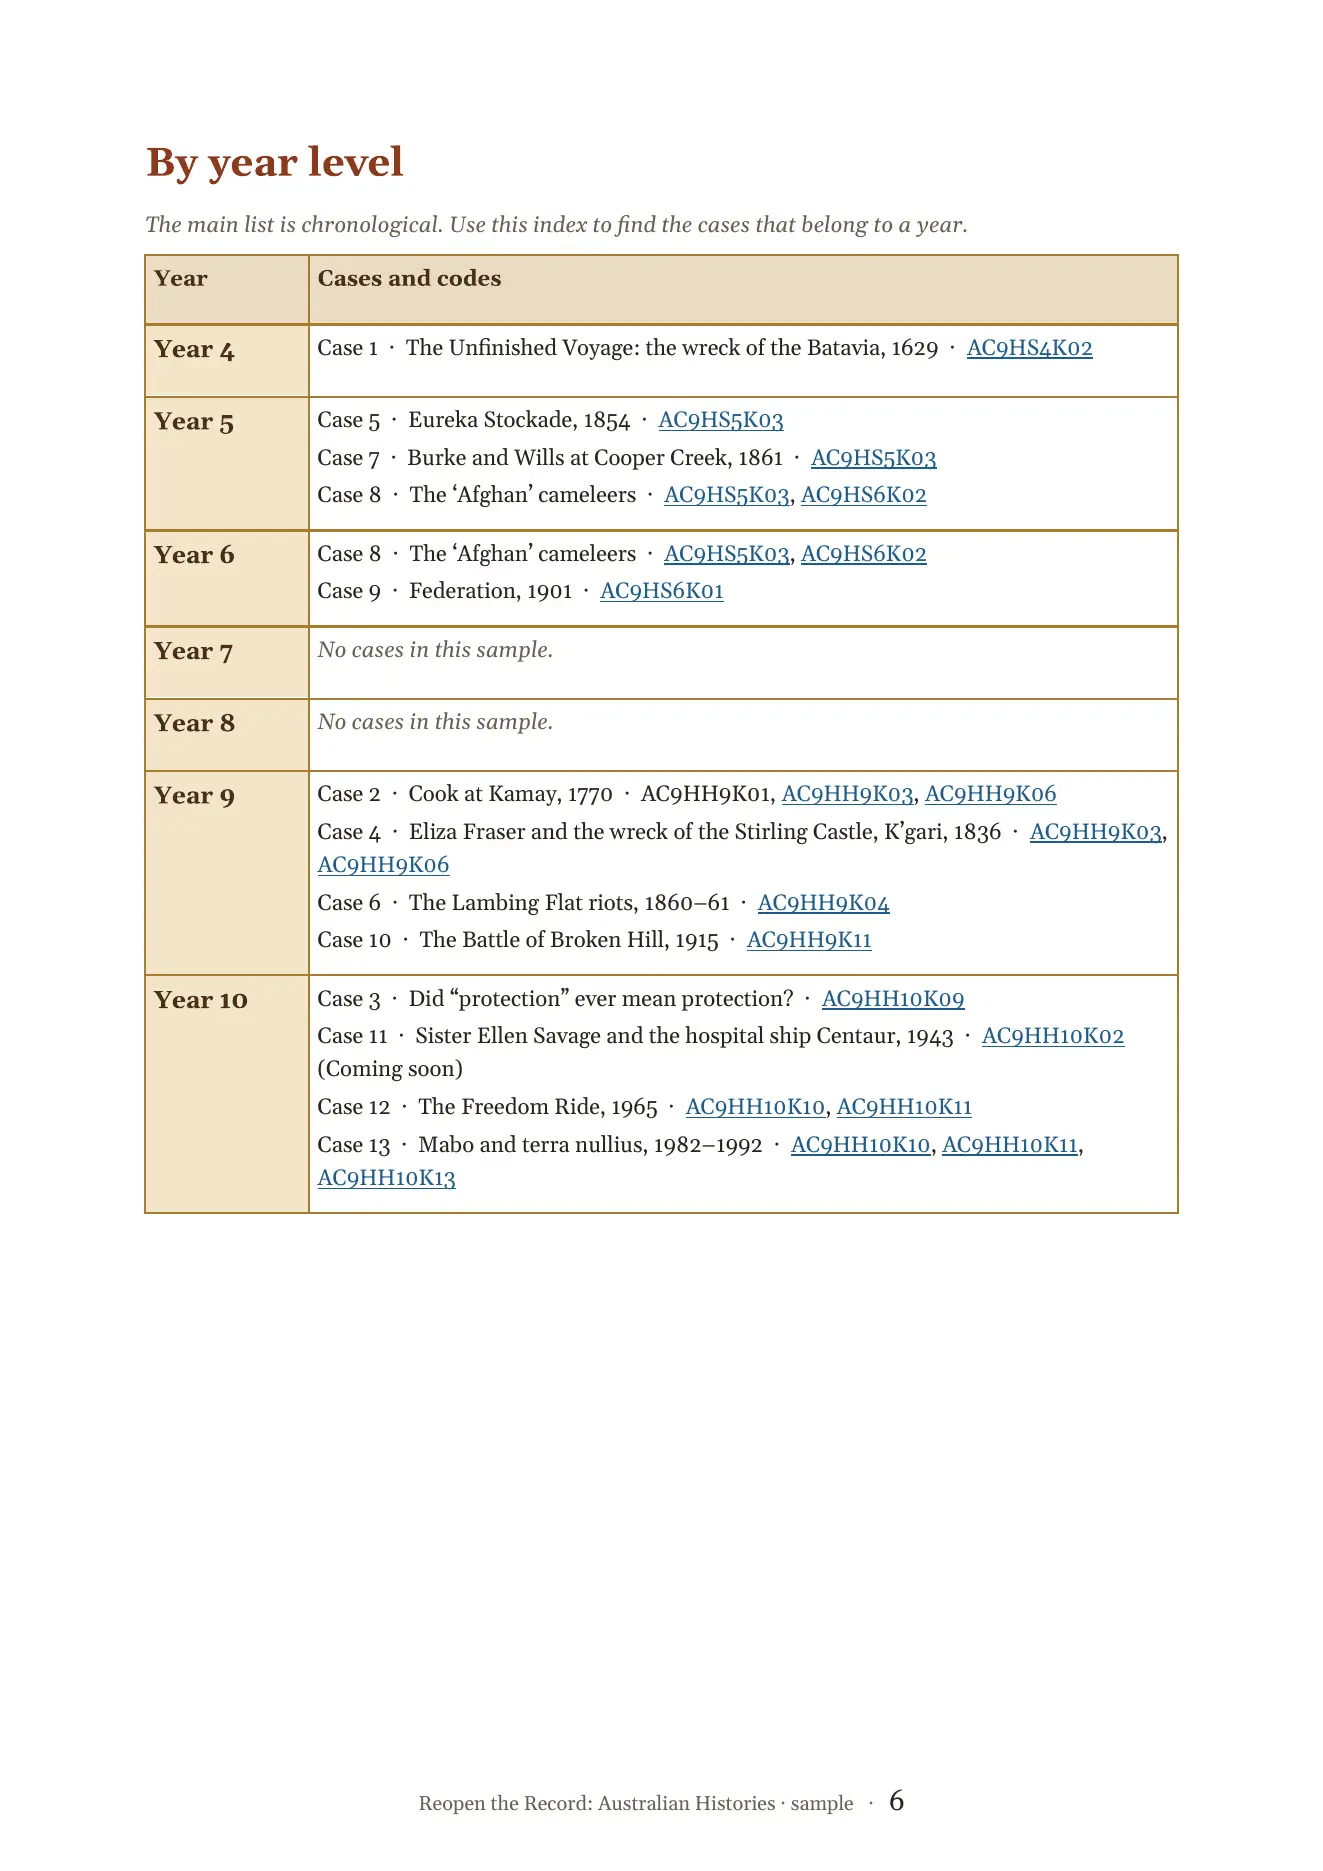 By year level
The main list is chronological. Use this index to find the cases that belong to a year.
Year
Cases and codes
Year 4
Case 1 · The Unfinished Voyage: the wreck of the Batavia, 1629 · AC9HS4K02
Year 5
Case 5 · Eureka Stockade, 1854 · AC9HS5K03
Case 7 · Burke and Wills at Cooper Creek, 1861 · AC9HS5K03
Case 8 · The ‘Afghan’ cameleers · AC9HS5K03, AC9HS6K02
Year 6
Case 8 · The ‘Afghan’ cameleers · AC9HS5K03, AC9HS6K02
Case 9 · Federation, 1901 · AC9HS6K01
Year 7
No cases in this sample.
Year 8
No cases in this sample.
Year 9
Case 2 · Cook at Kamay, 1770 · AC9HH9K01, AC9HH9K03, AC9HH9K06
Case 4 · Eliza Fraser and the wreck of the Stirling Castle, K’gari, 1836 · AC9HH9K03,
AC9HH9K06
Case 6 · The Lambing Flat riots, 1860–61 · AC9HH9K04
Case 10 · The Battle of Broken Hill, 1915 · AC9HH9K11
Year 10
Case 3 · Did “protection” ever mean protection? · AC9HH10K09
Case 11 · Sister Ellen Savage and the hospital ship Centaur, 1943 · AC9HH10K02
(Coming soon)
Case 12 · The Freedom Ride, 1965 · AC9HH10K10, AC9HH10K11
Case 13 · Mabo and terra nullius, 1982–1992 · AC9HH10K10, AC9HH10K11,
AC9HH10K13
Reopen the Record: Australian Histories · sample · 6